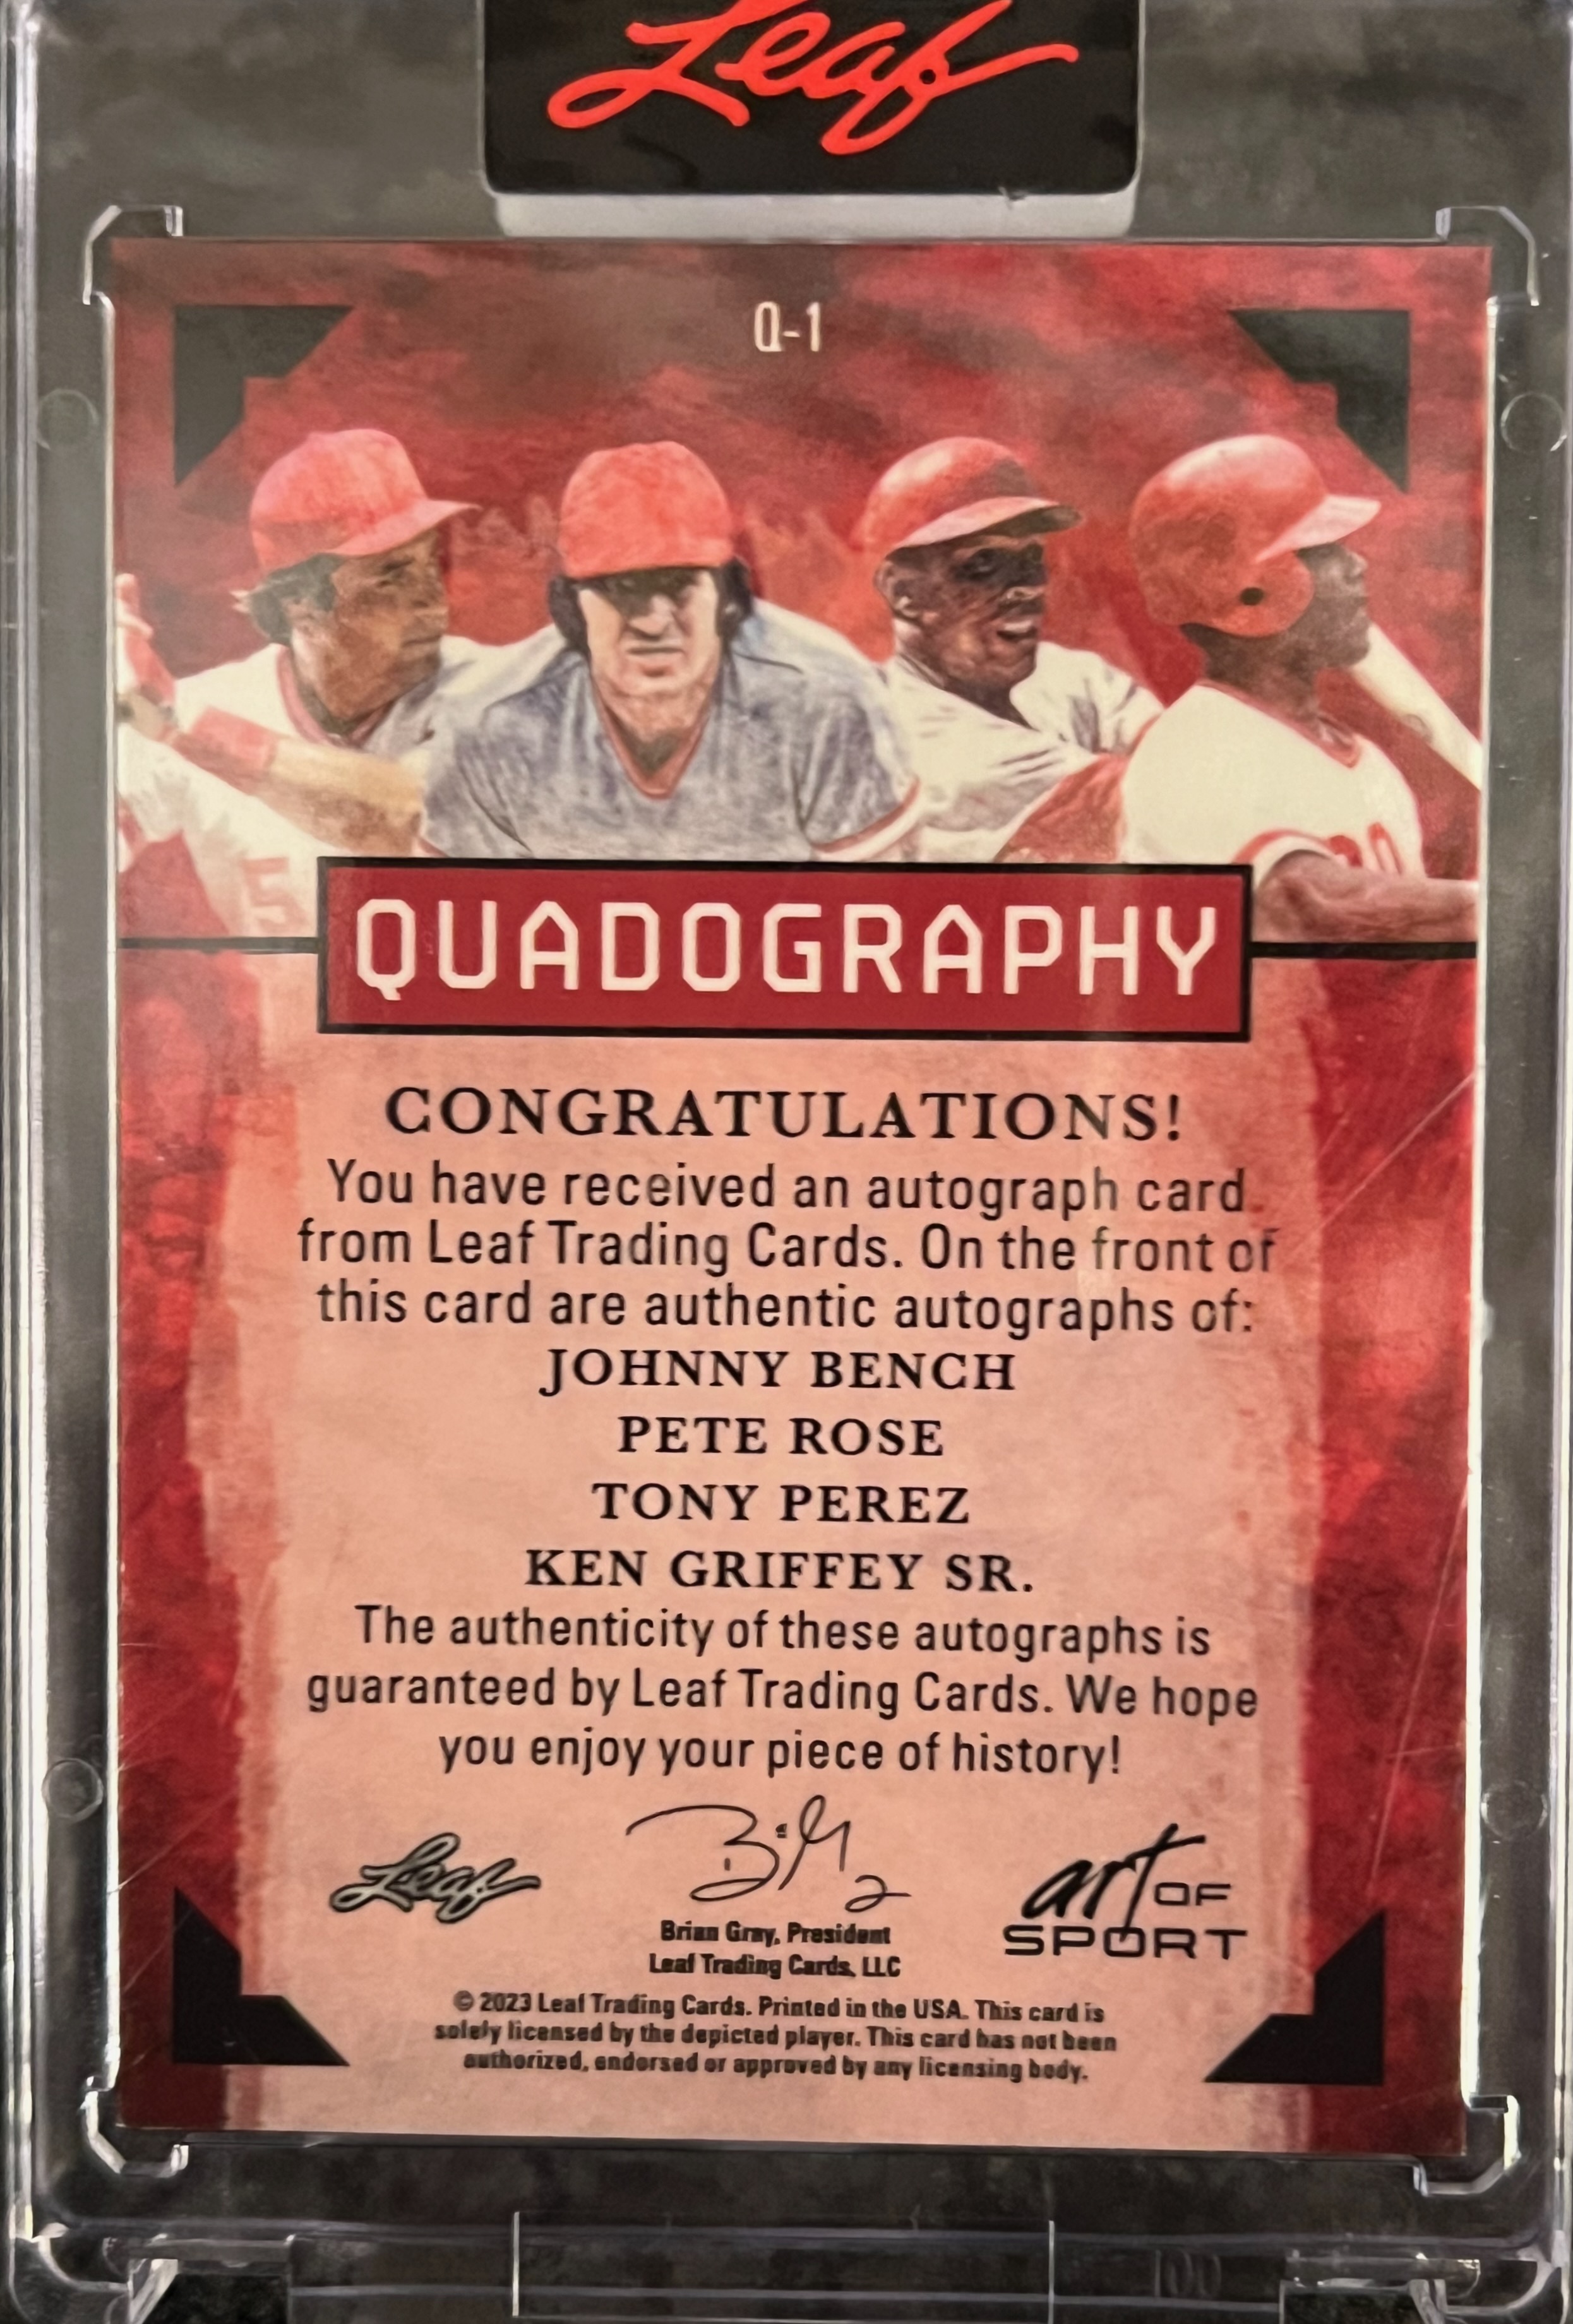 Leaf
Q-1
5
30
QUADOGRAPHY
CONGRATULATIONS!
You have received an autograph card
from Leaf Trading Cards. On the front of
this card are authentic autographs of:
JOHNNY BENCH
PETE ROSE
TONY PEREZ
KEN GRIFFEY SR.
The authenticity of these autographs is
guaranteed by Leaf Trading Cards. We hope
you enjoy your piece of history!
Leaf
art OF
SPORT
Brian Gray, President
Leaf Trading Cards, LLC
© 2023 Leaf Trading Cards. Printed in the USA. This card is
solely licensed by the depicted player. This card has not been
authorized, endorsed or approved by any licensing body.